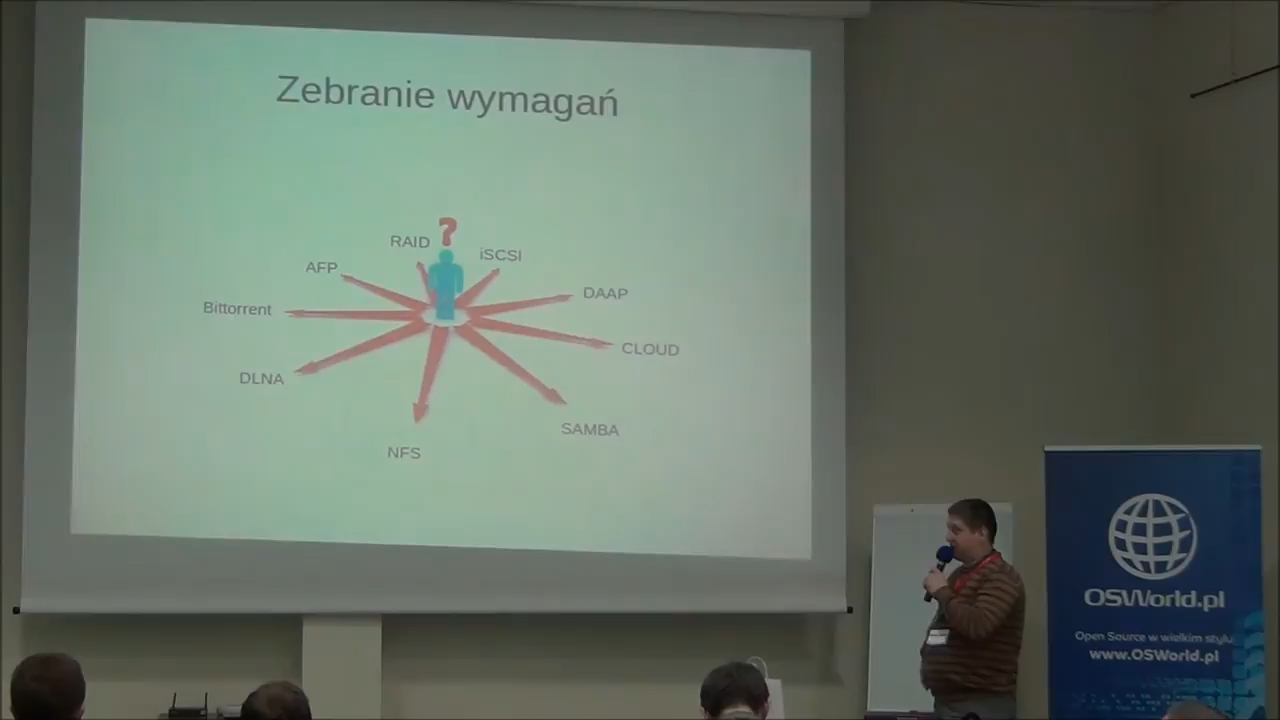 Zebranie wymagań
?
RAID
iSCSI
AFP
DAAP
Bittorrent
CLOUD
DLNA
SAMBA
NFS
OSWorld.pl
Open Source w wielkim stylu
www.OSWorld.pl